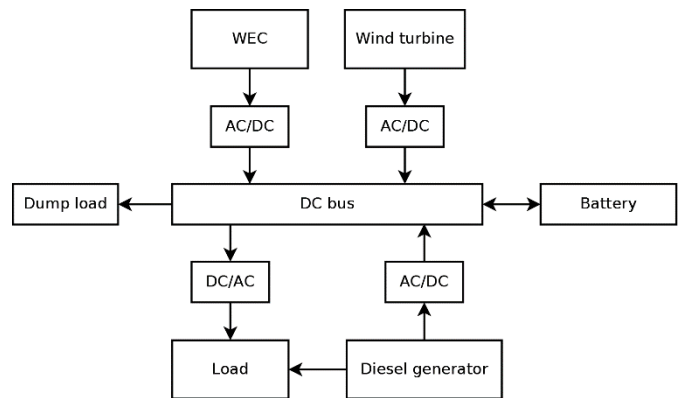 WEC
Wind turbine
AC/DC
AC/DC
Dump load
DC bus
Battery
DC/AC
AC/DC
Load
Diesel generator